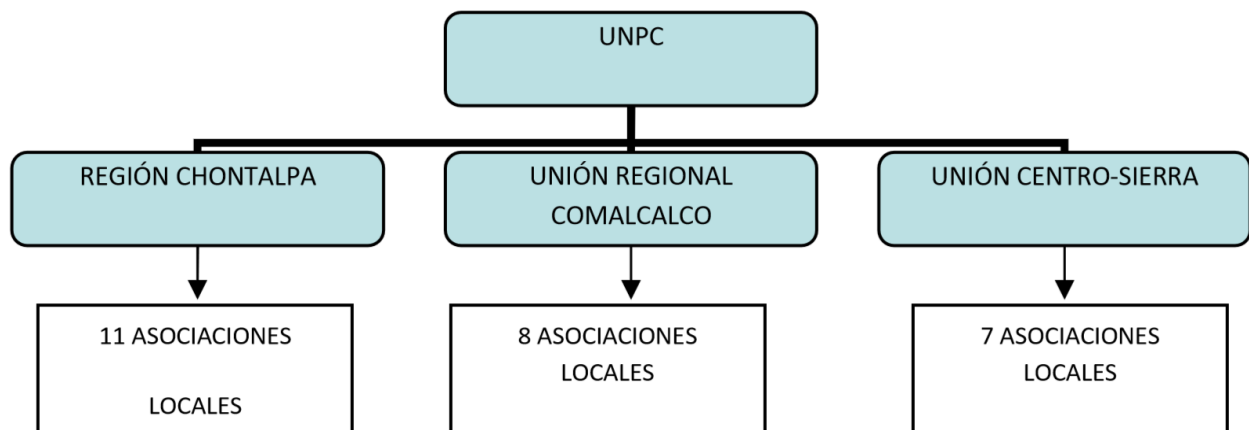 UNPC
REGIÓN CHONTALPA
UNIÓN REGIONAL
COMALCALCO
UNIÓN CENTRO-SIERRA
11 ASOCIACIONES
LOCALES
8 ASOCIACIONES
LOCALES
7 ASOCIACIONES
LOCALES